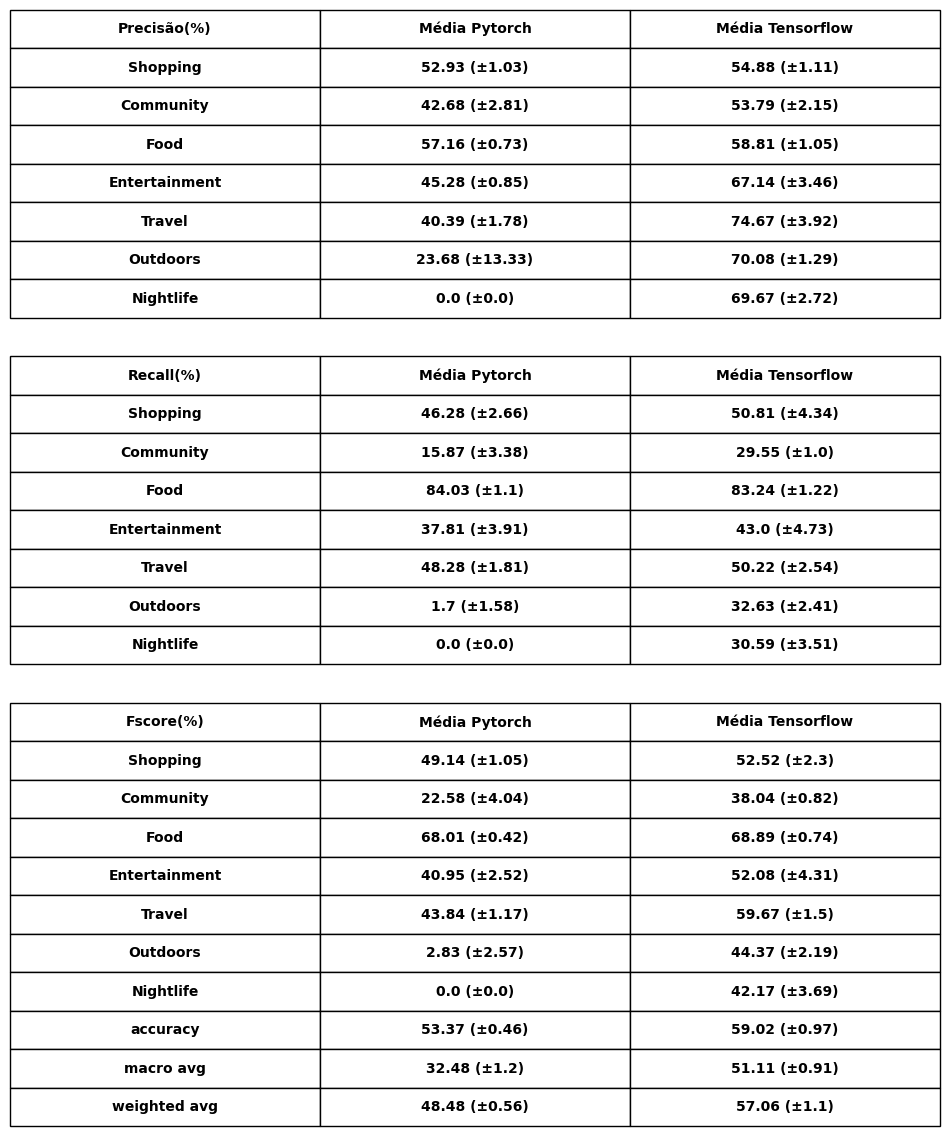 Precisão(%) Média Pytorch Média Tensorflow
Shopping 52.93 (±1.03) 54.88 (±1.11)
Community 42.68 (±2.81) 53.79 (±2.15)
Food 57.16 (±0.73) 58.81 (±1.05)
Entertainment 45.28 (±0.85) 67.14 (±3.46)
Travel 40.39 (±1.78) 74.67 (±3.92)
Outdoors 23.68 (±13.33) 70.08 (±1.29)
Nightlife 0.0 (±0.0) 69.67 (±2.72)
Recall(%) Média Pytorch Média Tensorflow
Shopping 46.28 (±2.66) 50.81 (±4.34)
Community 15.87 (±3.38) 29.55 (±1.0)
Food 84.03 (±1.1) 83.24 (±1.22)
Entertainment 37.81 (±3.91) 43.0 (±4.73)
Travel 48.28 (±1.81) 50.22 (±2.54)
Outdoors 1.7 (±1.58) 32.63 (±2.41)
Nightlife 0.0 (±0.0) 30.59 (±3.51)
Fscore(%) Média Pytorch Média Tensorflow
Shopping 49.14 (±1.05) 52.52 (±2.3)
Community 22.58 (±4.04) 38.04 (±0.82)
Food 68.01 (±0.42) 68.89 (±0.74)
Entertainment 40.95 (±2.52) 52.08 (±4.31)
Travel 43.84 (±1.17) 59.67 (±1.5)
Outdoors 2.83 (±2.57) 44.37 (±2.19)
Nightlife 0.0 (±0.0) 42.17 (±3.69)
accuracy 53.37 (±0.46) 59.02 (±0.97)
macro avg 32.48 (±1.2) 51.11 (±0.91)
weighted avg 48.48 (±0.56) 57.06 (±1.1)